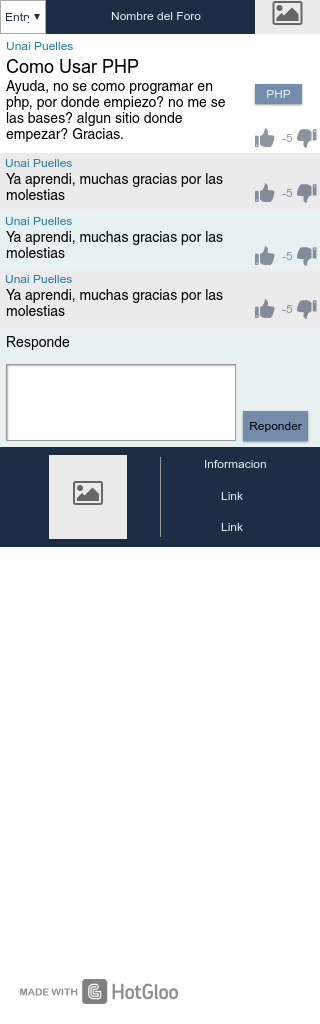 Entry
Nombre del Foro
Unai Puelles
Como Usar PHP
Ayuda, no se como programar en
php, por donde empiezo? no me se
las bases? algun sitio donde
empezar? Gracias.
PHP
-5
Unai Puelles
Ya aprendi, muchas gracias por las
molestias
-5
Unai Puelles
Ya aprendi, muchas gracias por las
molestias
-5
Unai Puelles
Ya aprendi, muchas gracias por las
molestias
-5
Responde
Reponder
Informacion
Link
Link
MADE WITH HotGloo